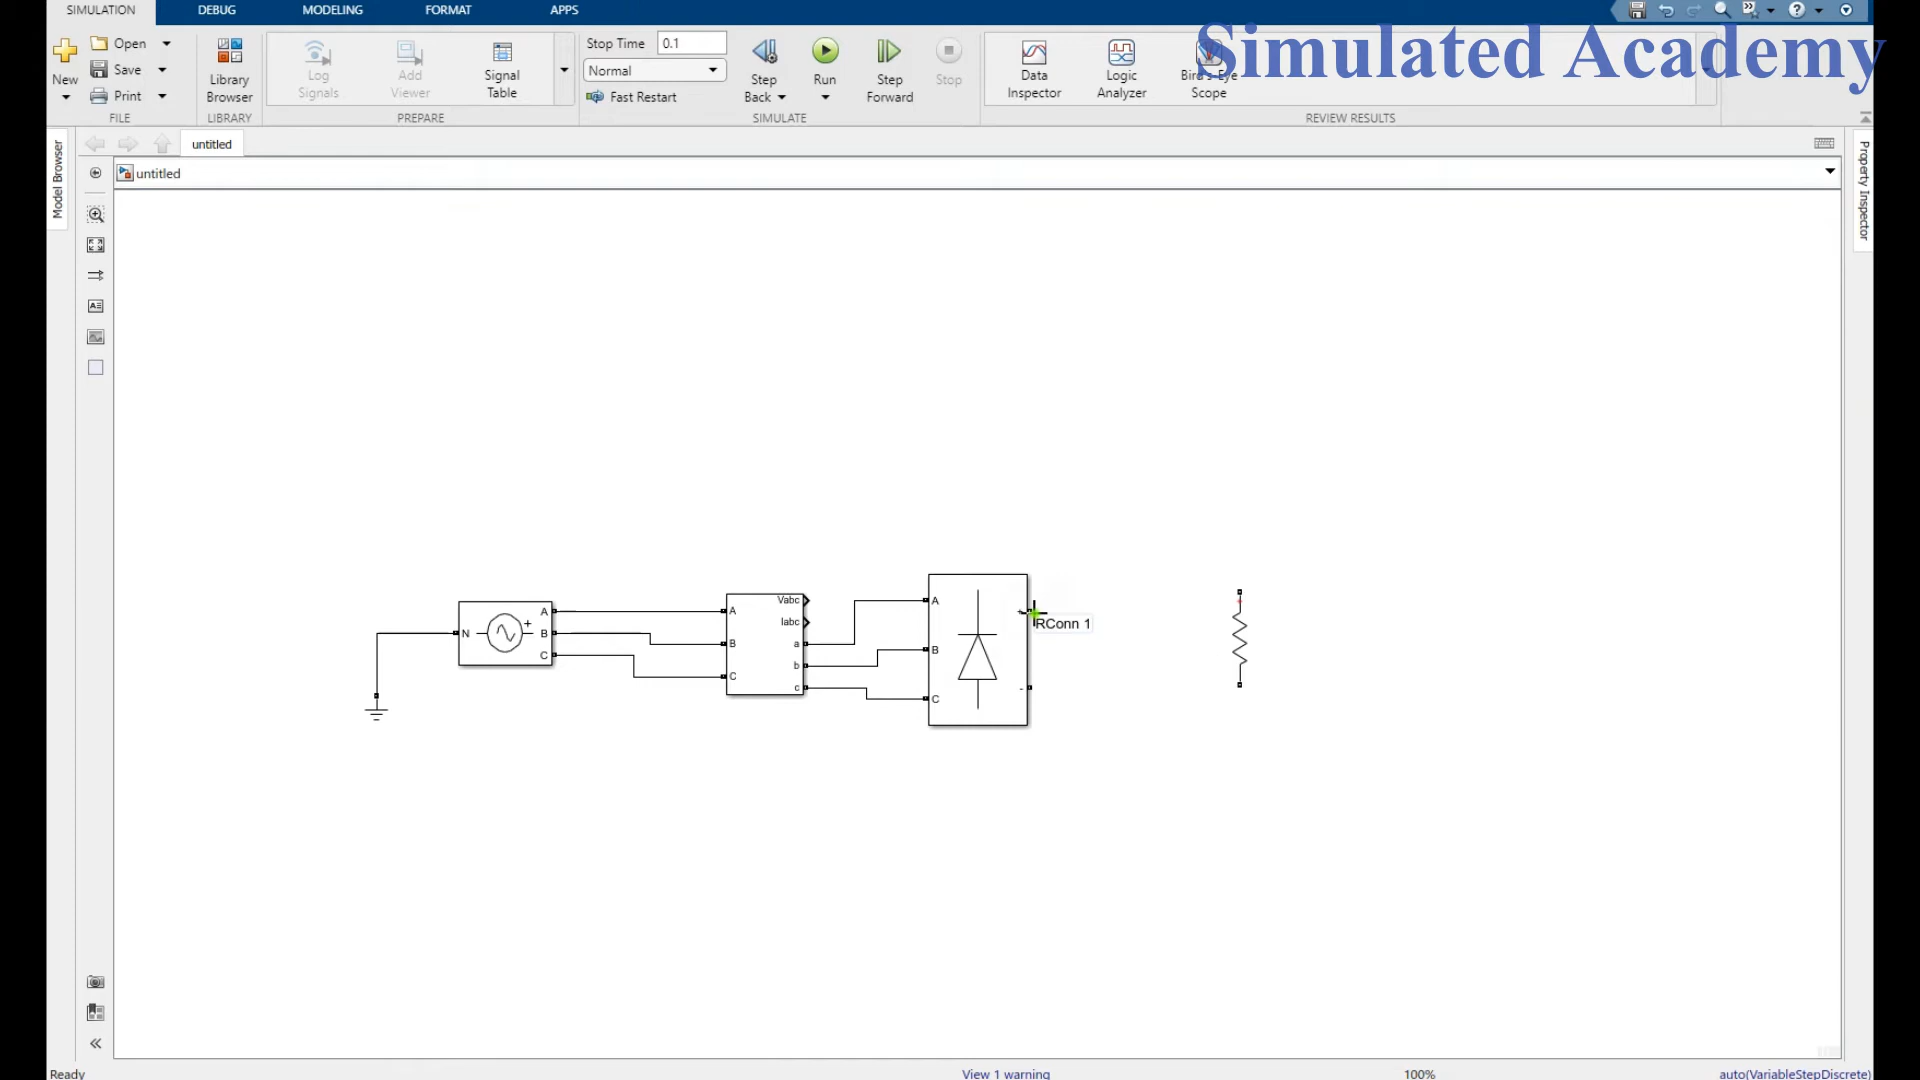 SIMULATION DEBUG MODELING FORMAT APPS
Simulated Academy
New Open Save Print
Library Browser
Log Signals
Add Viewer
Signal Table
Stop Time 0.1
Normal
Fast Restart
Step Back
Run
Step Forward
Stop
Data Inspector
Logic Analyzer
Bird's-Eye Scope
FILE LIBRARY PREPARE SIMULATE REVIEW RESULTS
Model Browser
untitled
Property Inspector
untitled
N + A B C
A B C Vabc Iabc a b c
A B C + -
RConn 1
Ready View 1 warning 100% auto(VariableStepDiscrete)